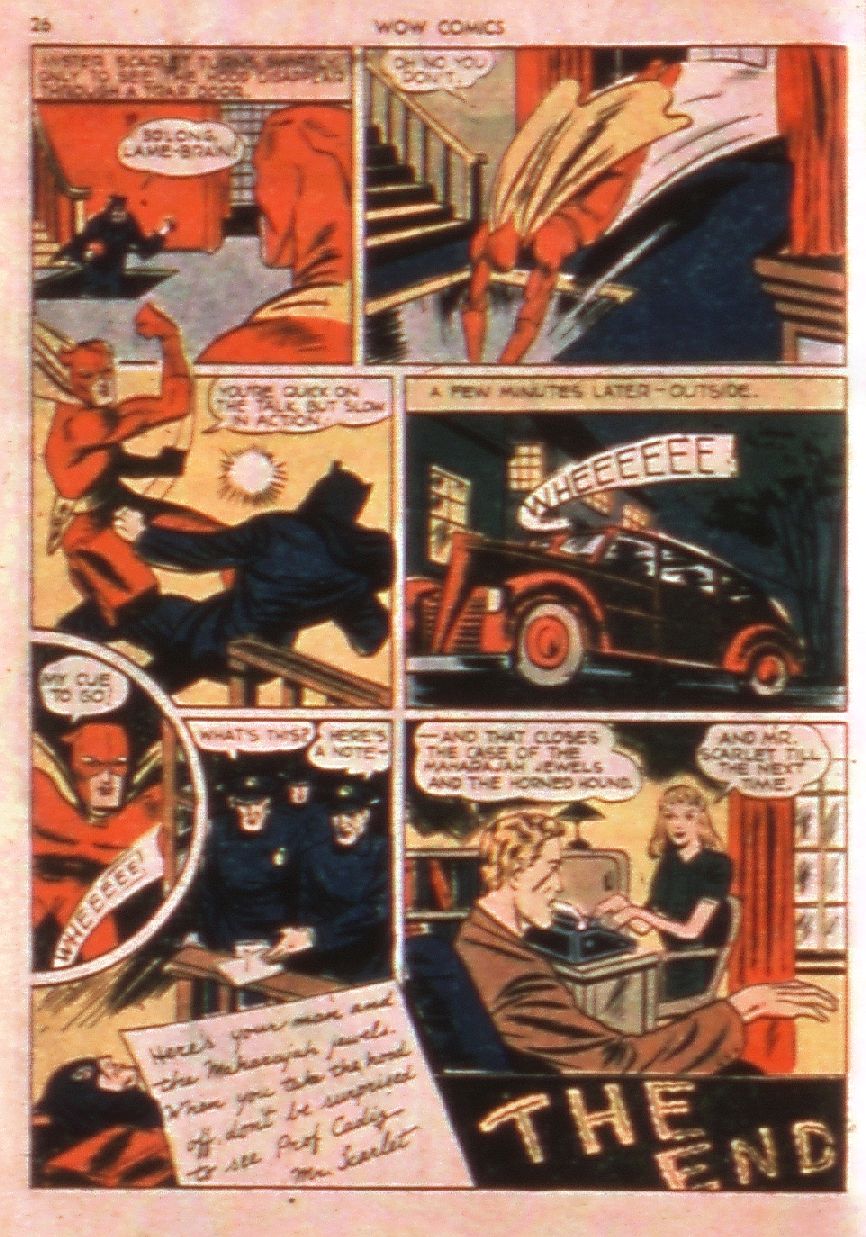 26
WOW COMICS
MISTER SCARLET TURNS
ONLY TO SEE THE HOOD DISAPPEAR
THROUGH A TRAP DOOR.
SO LONG,
LAME-BRAIN!
OH NO YOU
DON'T...
YOU'RE QUICK ON
THE TALK, BUT SLOW
IN ACTION!
A FEW MINUTES LATER—OUTSIDE.
WHEEEEEEE!
MY CUE
TO GO!
WHEEEEE!
WHAT'S THIS?
HERE'S
A NOTE—
Here's your man and
the Maharajah jewels.
When you take the hood
off, don't be surprised
to see Prof Cadig
Mr. Scarlet
—AND THAT CLOSES
THE CASE OF THE
MAHARAJAH JEWELS
AND THE HORNED HOUND.
AND MR.
SCARLET TILL
THE NEXT
TIME.
THE
END